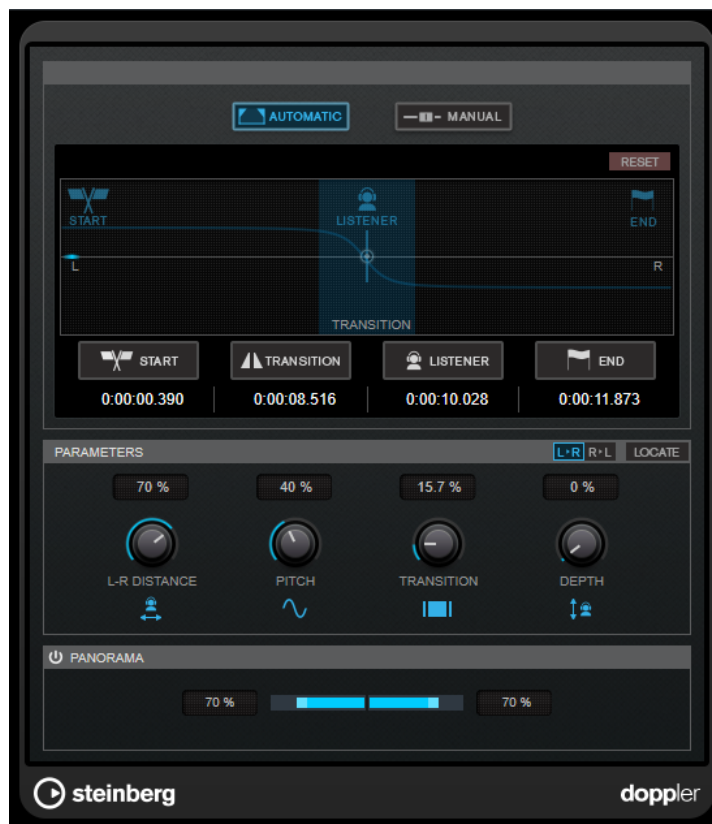 AUTOMATIC MANUAL
RESET
START LISTENER END
L R
TRANSITION
START TRANSITION LISTENER END
0:00:00.390 0:00:08.516 0:00:10.028 0:00:11.873
PARAMETERS L▸R R▸L LOCATE
70 % 40 % 15.7 % 0 %
L-R DISTANCE PITCH TRANSITION DEPTH
PANORAMA
70 % 70 %
steinberg doppler